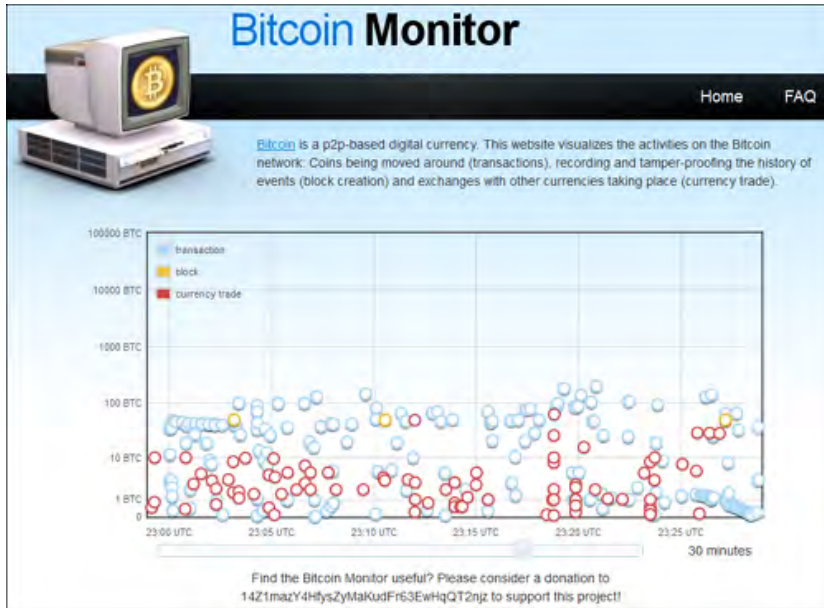 Bitcoin Monitor
Home FAQ
Bitcoin is a p2p-based digital currency. This website visualizes the activities on the Bitcoin
network: Coins being moved around (transactions), recording and tamper-proofing the history of
events (block creation) and exchanges with other currencies taking place (currency trade).
100000 BTC
transaction
block
currency trade
10000 BTC
1000 BTC
100 BTC
10 BTC
1 BTC
0
23:00 UTC 23:05 UTC 23:10 UTC 23:15 UTC 23:20 UTC 23:25 UTC
30 minutes
Find the Bitcoin Monitor useful? Please consider a donation to
14Z1mazY4HfysZyMaKudFr63EwHqQT2njz to support this project!